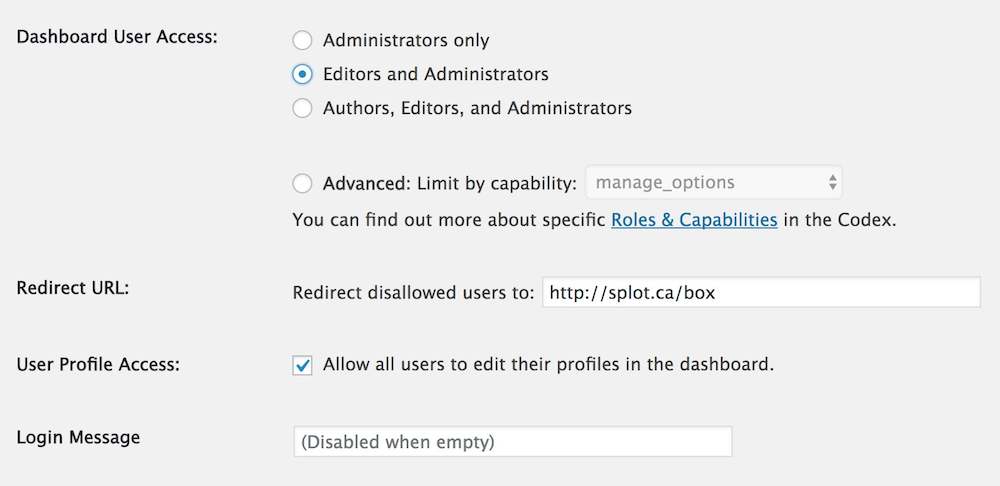 Dashboard User Access:
Administrators only
Editors and Administrators
Authors, Editors, and Administrators
Advanced: Limit by capability: manage_options
You can find out more about specific Roles & Capabilities in the Codex.
Redirect URL:
Redirect disallowed users to: http://splot.ca/box
User Profile Access:
Allow all users to edit their profiles in the dashboard.
Login Message
(Disabled when empty)